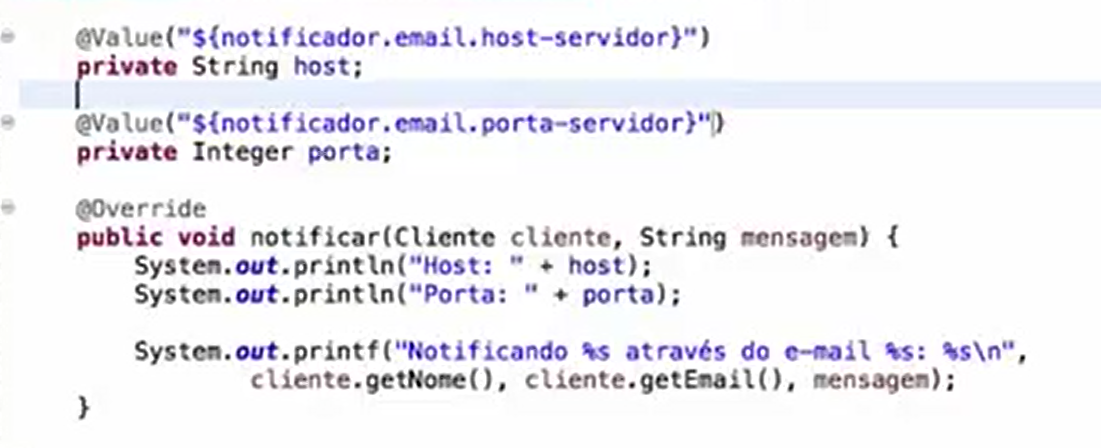 @Value("${notificador.email.host-servidor}")
private String host;
@Value("${notificador.email.porta-servidor}")
private Integer porta;
@Override
public void notificar(Cliente cliente, String mensagem) {
System.out.println("Host: " + host);
System.out.println("Porta: " + porta);
System.out.printf("Notificando %s através do e-mail %s: %s\n",
cliente.getNome(), cliente.getEmail(), mensagem);
}